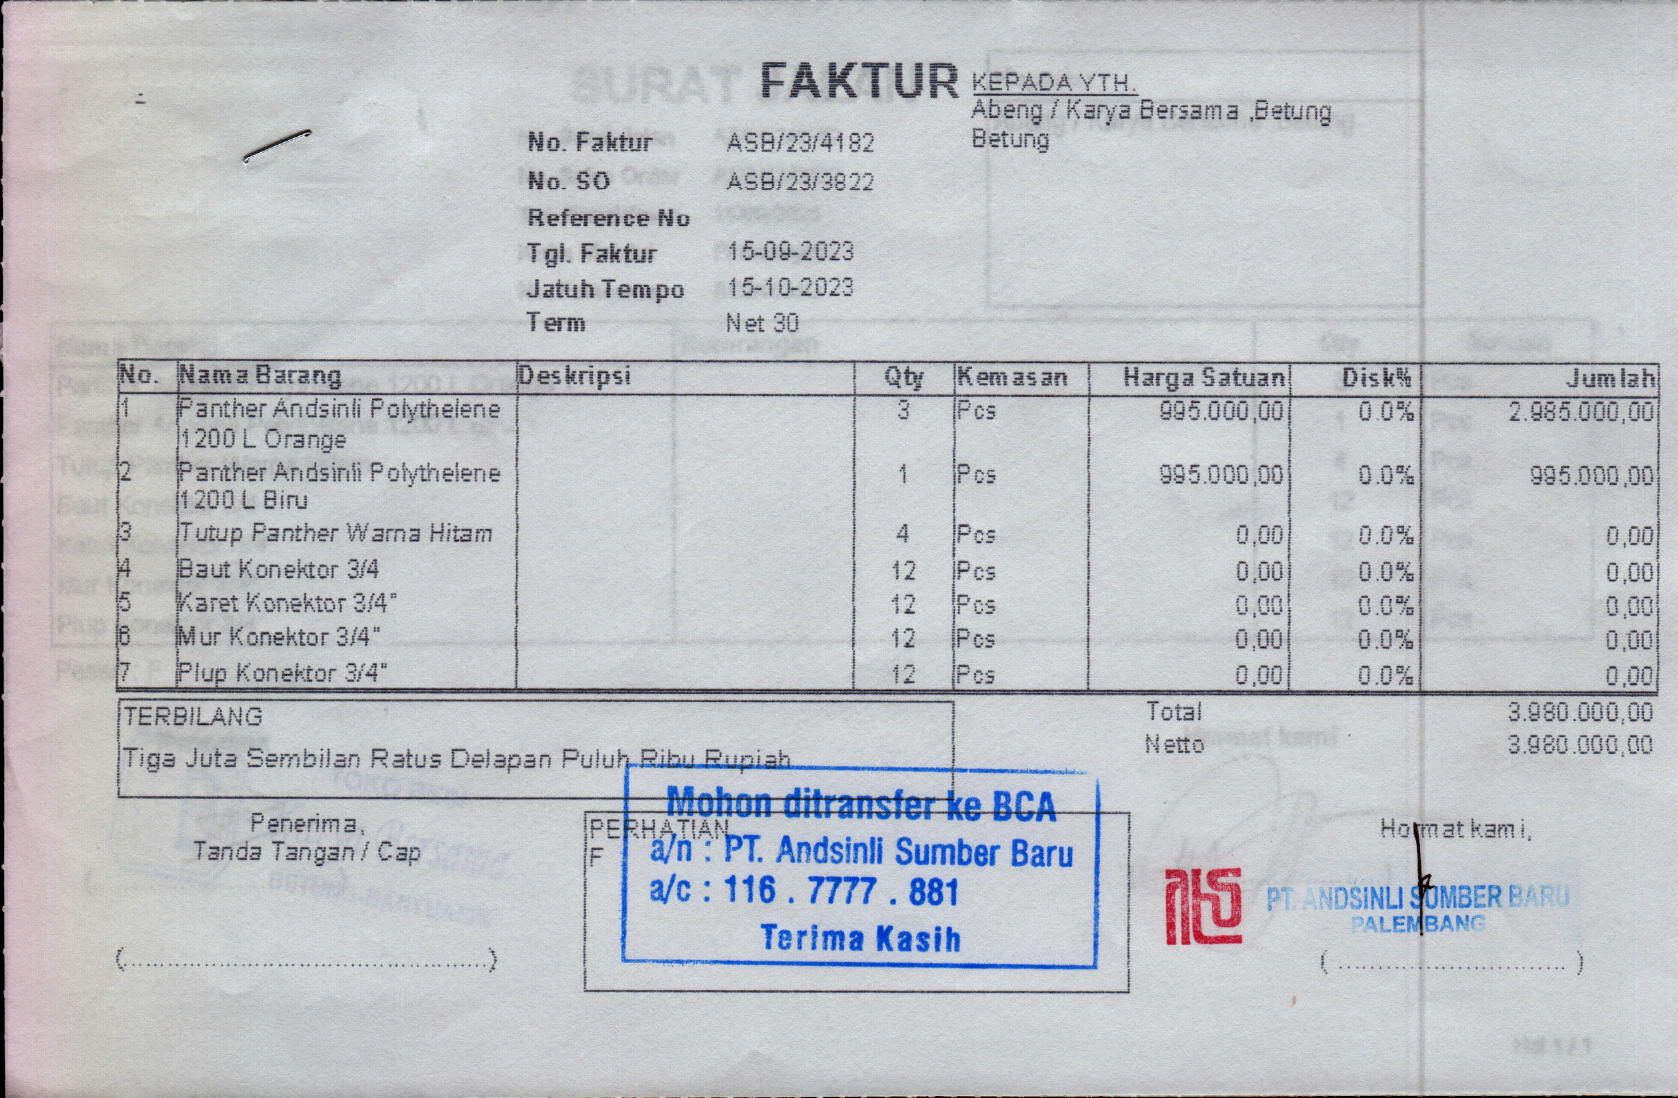 FAKTUR
KEPADA YTH.
Abeng / Karya Bersama ,Betung
Betung
No. Faktur ASB/23/4182
No. SO ASB/23/3822
Reference No
Tgl. Faktur 15-09-2023
Jatuh Tempo 15-10-2023
Term Net 30
No. Nama Barang Deskripsi Qty Kemasan Harga Satuan Disk% Jumlah
1 Panther Andsinli Polythelene 3 Pcs 995.000,00 0.0% 2.985.000,00
1200 L Orange
2 Panther Andsinli Polythelene 1 Pcs 995.000,00 0.0% 995.000,00
1200 L Biru
3 Tutup Panther Warna Hitam 4 Pcs 0,00 0.0% 0,00
4 Baut Konektor 3/4 12 Pcs 0,00 0.0% 0,00
5 Karet Konektor 3/4" 12 Pcs 0,00 0.0% 0,00
6 Mur Konektor 3/4" 12 Pcs 0,00 0.0% 0,00
7 Plup Konektor 3/4" 12 Pcs 0,00 0.0% 0,00
TERBILANG
Tiga Juta Sembilan Ratus Delapan Puluh Ribu Rupiah
Total 3.980.000,00
Netto 3.980.000,00
Penerima,
Tanda Tangan / Cap
(................................................)
PERHATIAN
F
Mohon ditransfer ke BCA
a/n : PT. Andsinli Sumber Baru
a/c : 116 . 7777 . 881
Terima Kasih
Hormat kami,
PT. ANDSINLI SUMBER BARU
PALEMBANG
( .............................. )
Hal 1 / 1